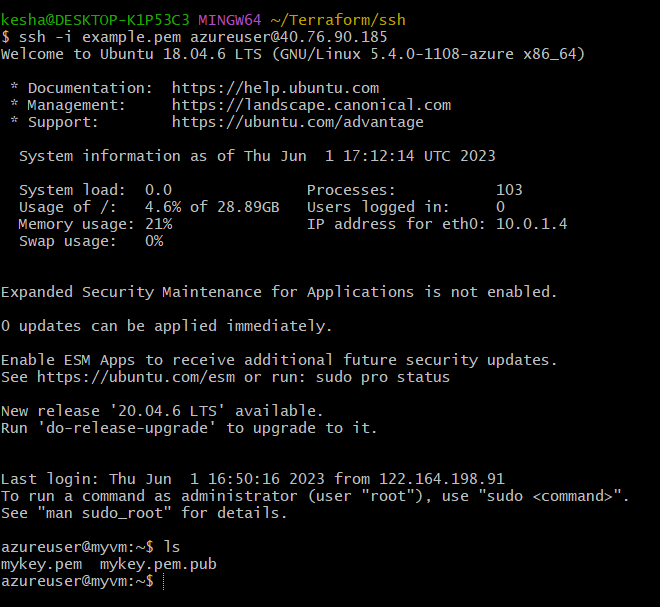 kesha@DESKTOP-K1P53C3 MINGW64 ~/Terraform/ssh
$ ssh -i example.pem azureuser@40.76.90.185
Welcome to Ubuntu 18.04.6 LTS (GNU/Linux 5.4.0-1108-azure x86_64)
* Documentation:  https://help.ubuntu.com
* Management:     https://landscape.canonical.com
* Support:        https://ubuntu.com/advantage
System information as of Thu Jun  1 17:12:14 UTC 2023
System load:  0.0                Processes:           103
Usage of /:   4.6% of 28.89GB   Users logged in:     0
Memory usage: 21%               IP address for eth0: 10.0.1.4
Swap usage:   0%
Expanded Security Maintenance for Applications is not enabled.
0 updates can be applied immediately.
Enable ESM Apps to receive additional future security updates.
See https://ubuntu.com/esm or run: sudo pro status
New release '20.04.6 LTS' available.
Run 'do-release-upgrade' to upgrade to it.
Last login: Thu Jun  1 16:50:16 2023 from 122.164.198.91
To run a command as administrator (user "root"), use "sudo <command>".
See "man sudo_root" for details.
azureuser@myvm:~$ ls
mykey.pem  mykey.pem.pub
azureuser@myvm:~$